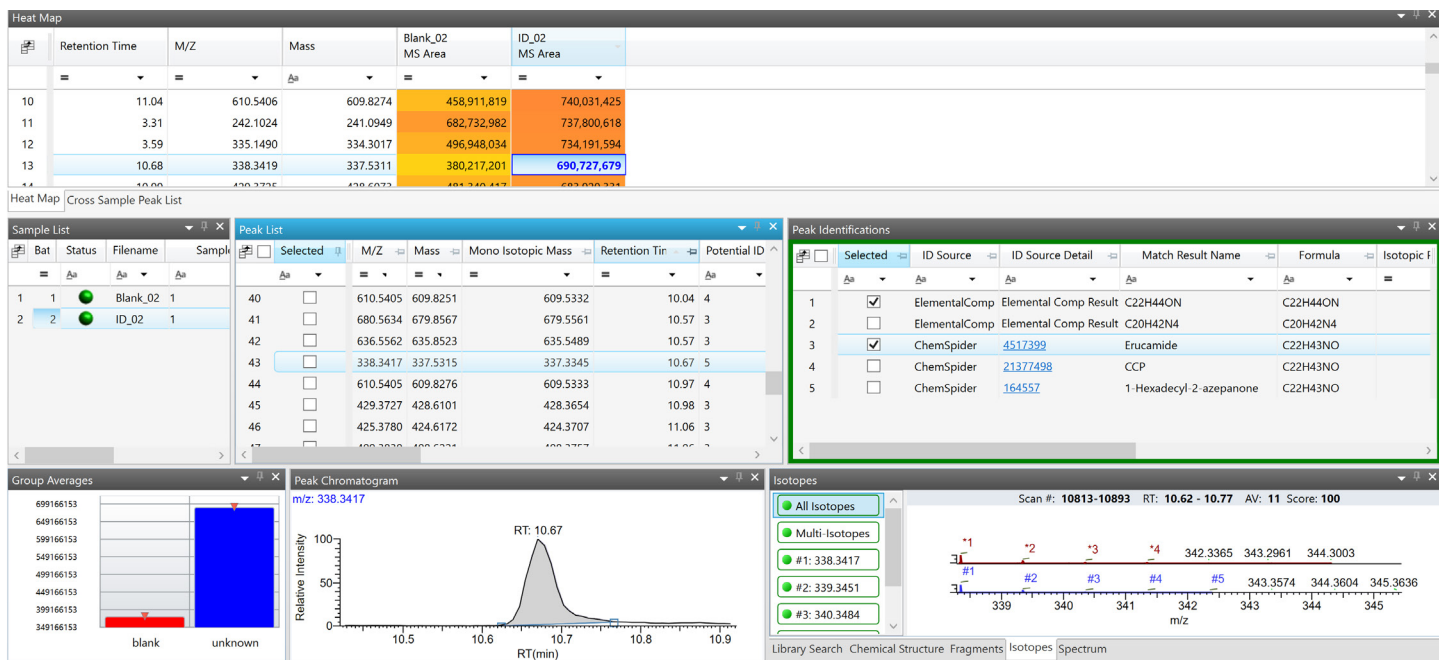 Heat Map
Retention Time M/Z Mass Blank_02 MS Area ID_02 MS Area
= = Aa = =
10 11.04 610.5406 609.8274 458,911,819 740,031,425
11 3.31 242.1024 241.0949 682,732,982 737,800,618
12 3.59 335.1490 334.3017 496,948,034 734,191,594
13 10.68 338.3419 337.5311 380,217,201 690,727,679
Heat Map Cross Sample Peak List
Sample List
Bat Status Filename Sample
= Aa Aa Aa
1 1 Blank_02 1
2 2 ID_02 1
Peak List
Selected M/Z Mass Mono Isotopic Mass Retention Tin Potential ID
Aa = = = = Aa
40 610.5405 609.8251 609.5332 10.04 4
41 680.5634 679.8567 679.5561 10.57 3
42 636.5562 635.8523 635.5489 10.57 3
43 338.3417 337.5315 337.3345 10.67 5
44 610.5405 609.8276 609.5333 10.97 4
45 429.3727 428.6101 428.3654 10.98 3
46 425.3780 424.6172 424.3707 11.06 3
Peak Identifications
Selected ID Source ID Source Detail Match Result Name Formula Isotopic
Aa Aa Aa Aa Aa =
1 ElementalComp Elemental Comp Result C22H44ON C22H44ON
2 ElementalComp Elemental Comp Result C20H42N4 C20H42N4
3 ChemSpider 4517399 Erucamide C22H43NO
4 ChemSpider 21377498 CCP C22H43NO
5 ChemSpider 164557 1-Hexadecyl-2-azepanone C22H43NO
Group Averages
699166153
649166153
599166153
549166153
499166153
449166153
399166153
349166153
blank unknown
Peak Chromatogram
m/z: 338.3417
RT: 10.67
Relative Intensity
100
50
0
10.5 10.6 10.7 10.8 10.9
RT(min)
Isotopes
All Isotopes
Multi-Isotopes
#1: 338.3417
#2: 339.3451
#3: 340.3484
Scan #: 10813-10893 RT: 10.62 - 10.77 AV: 11 Score: 100
*1 *2 *3 *4 342.3365 343.2961 344.3003
#1 #2 #3 #4 #5 343.3574 344.3604 345.3636
339 340 341 342 343 344 345
m/z
Library Search Chemical Structure Fragments Isotopes Spectrum